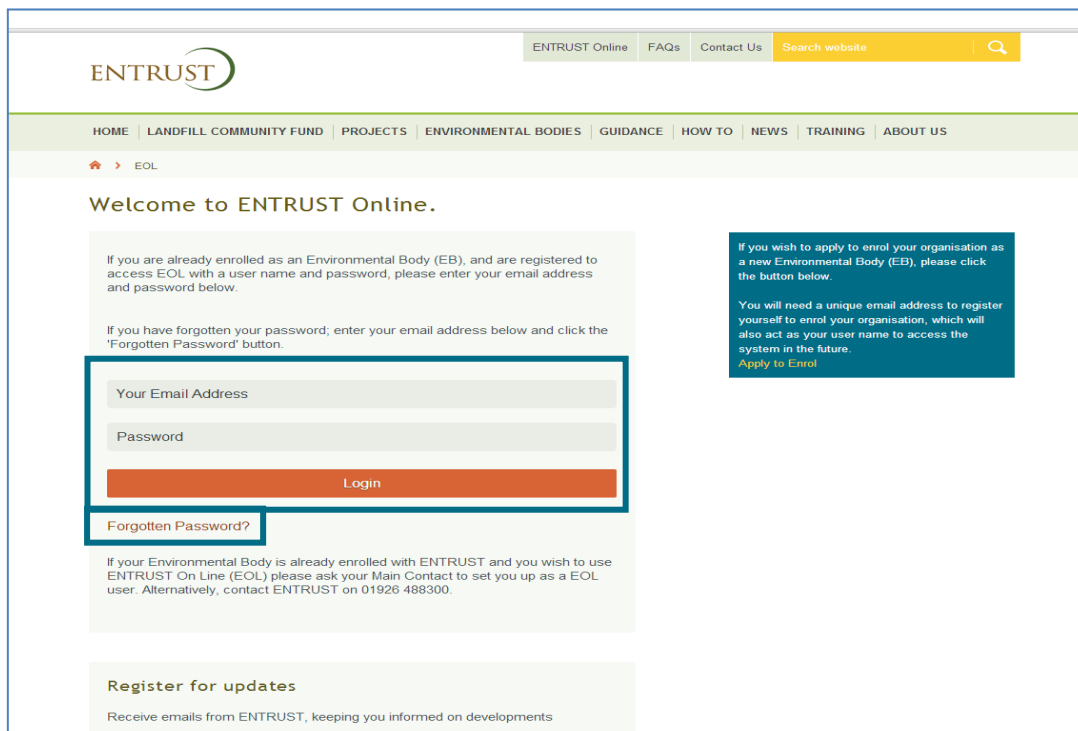 ENTRUST Online FAQs Contact Us Search website
ENTRUST
HOME LANDFILL COMMUNITY FUND PROJECTS ENVIRONMENTAL BODIES GUIDANCE HOW TO NEWS TRAINING ABOUT US
> EOL
Welcome to ENTRUST Online.
If you are already enrolled as an Environmental Body (EB), and are registered to
access EOL with a user name and password, please enter your email address
and password below.
If you have forgotten your password; enter your email address below and click the
'Forgotten Password' button.
Your Email Address
Password
Login
Forgotten Password?
If your Environmental Body is already enrolled with ENTRUST and you wish to use
ENTRUST On Line (EOL) please ask your Main Contact to set you up as a EOL
user. Alternatively, contact ENTRUST on 01926 488300.
If you wish to apply to enrol your organisation as
a new Environmental Body (EB), please click
the button below.
You will need a unique email address to register
yourself to enrol your organisation, which will
also act as your user name to access the
system in the future.
Apply to Enrol
Register for updates
Receive emails from ENTRUST, keeping you informed on developments